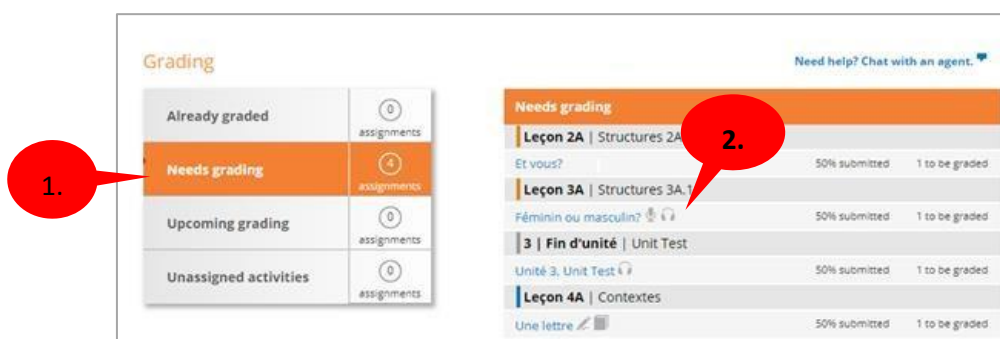 Grading
Need help? Chat with an agent.
Already graded
0
assignments
Needs grading
4
assignments
Upcoming grading
0
assignments
Unassigned activities
0
assignments
1.
Needs grading
Leçon 2A | Structures 2A
2.
Et vous? 50% submitted 1 to be graded
Leçon 3A | Structures 3A.1
Féminin ou masculin? 50% submitted 1 to be graded
3 | Fin d'unité | Unit Test
Unité 3, Unit Test 50% submitted 1 to be graded
Leçon 4A | Contextes
Une lettre 50% submitted 1 to be graded